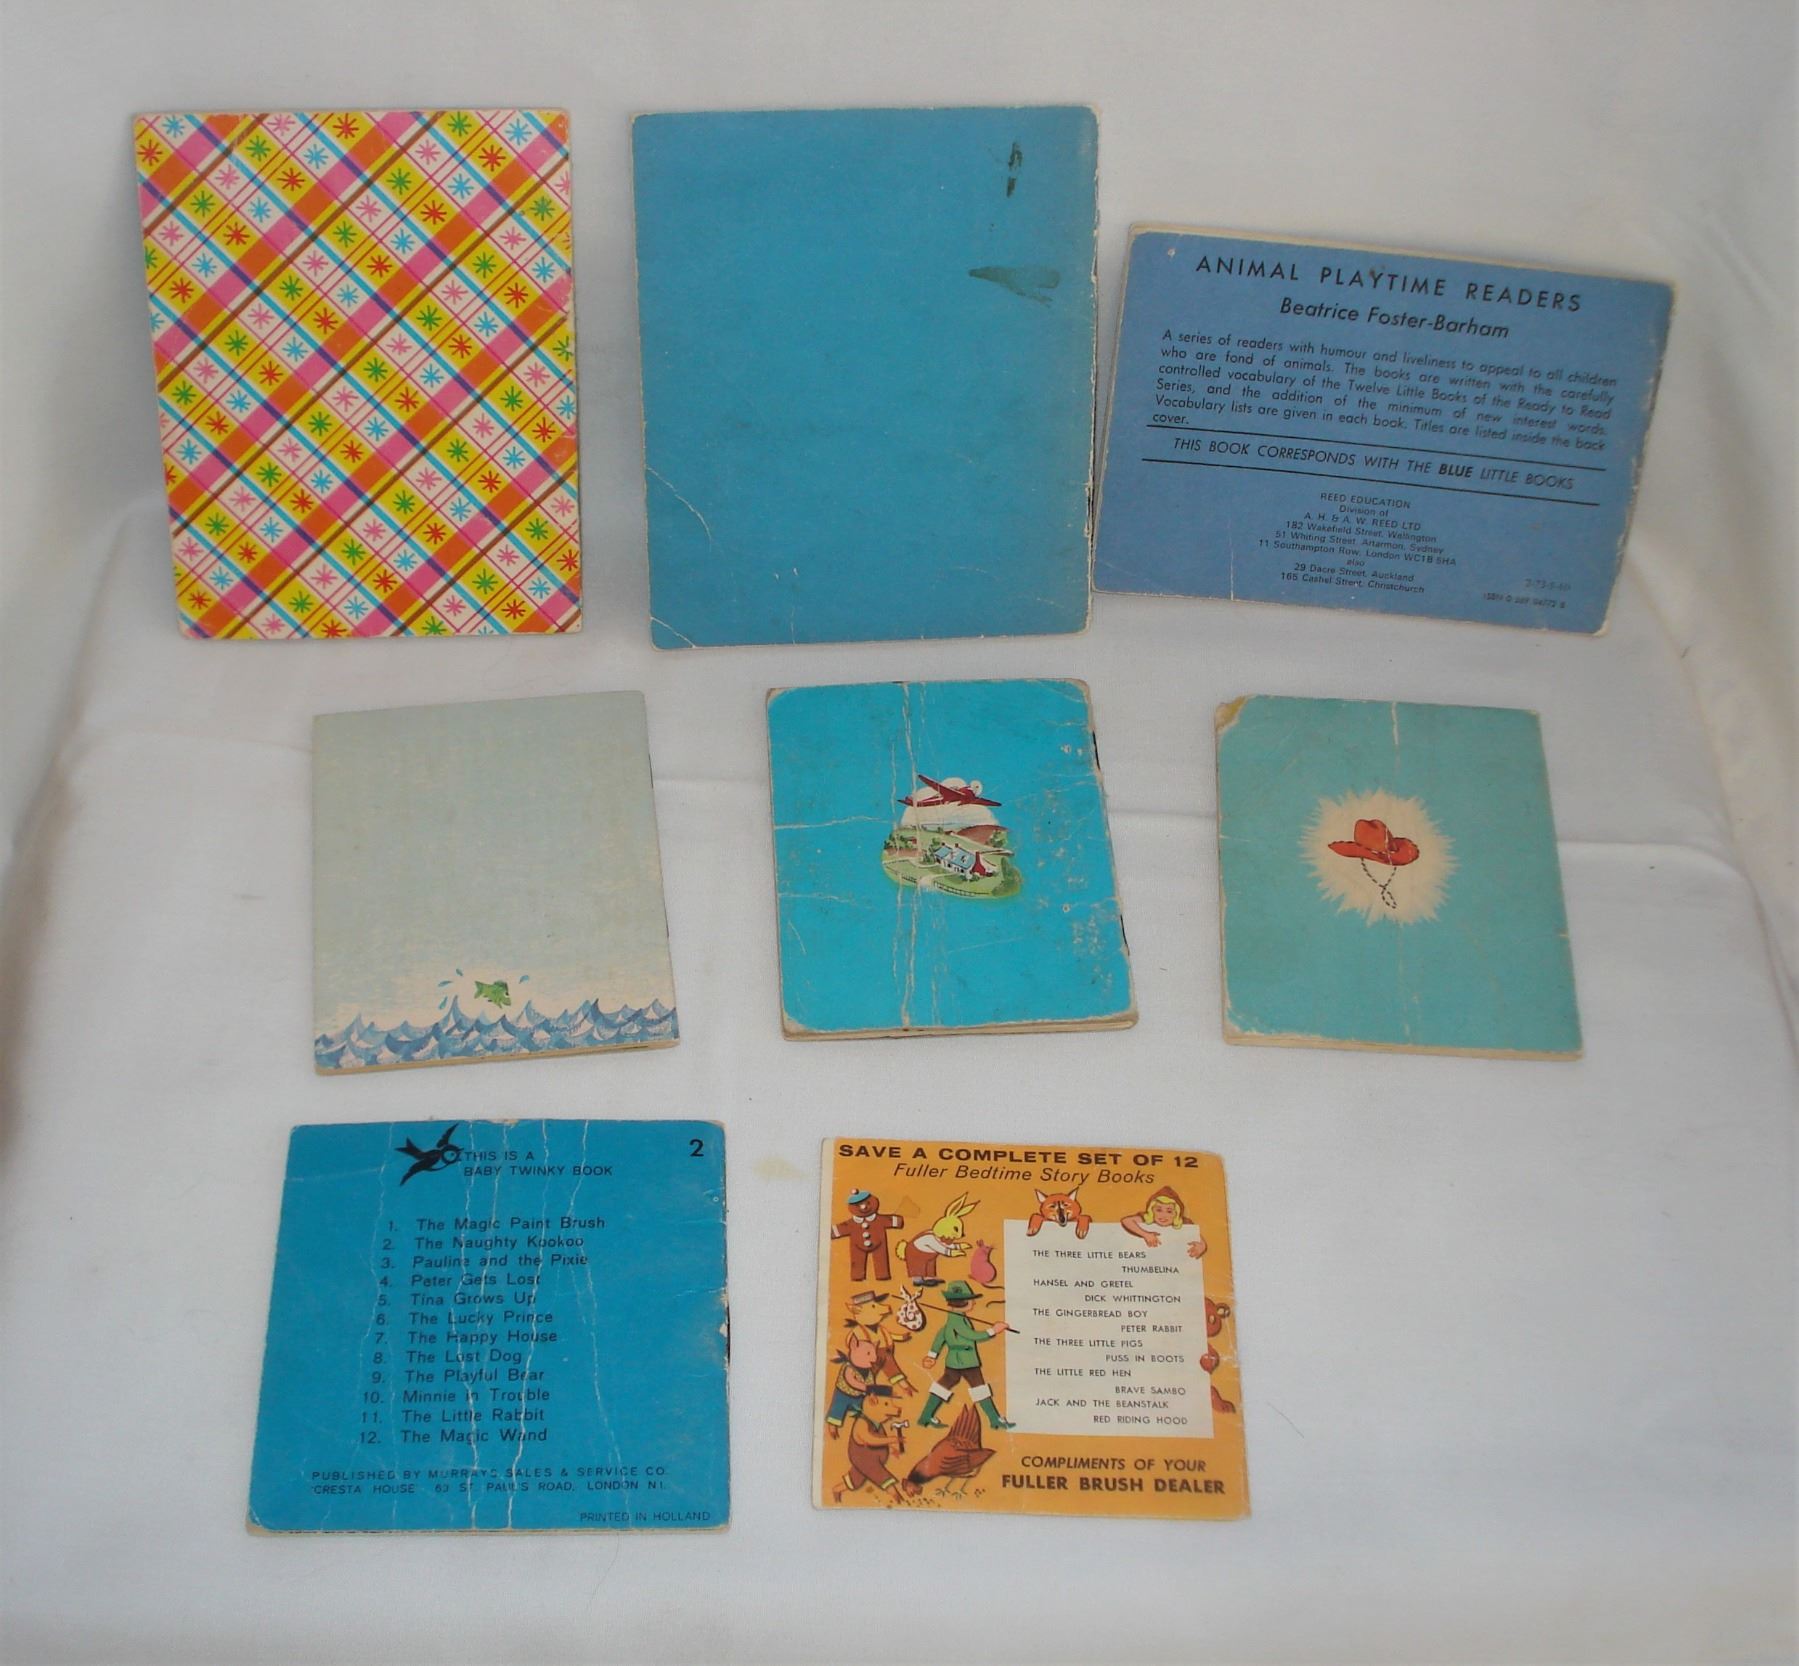 ANIMAL PLAYTIME READERS
Beatrice Foster-Barham
A series of readers with humour and liveliness to appeal to all children
who are fond of animals. The books are written with the carefully
controlled vocabulary of the Twelve Little Books of the Ready to Read
Series, and the addition of the minimum of new interest words.
Vocabulary lists are given in each book. Titles are listed inside the back
cover.
THIS BOOK CORRESPONDS WITH THE BLUE LITTLE BOOKS
REED EDUCATION
Division of
A. H. & A. W. REED LTD
182 Wakefield Street, Wellington
51 Whiting Street, Artarmon, Sydney
11 Southampton Row, London WC1B 5HA
also
29 Dacre Street, Auckland
165 Cashel Street, Christchurch
THIS IS A
BABY TWINKY BOOK
2
1. The Magic Paint Brush
2. The Naughty Kookoo
3. Pauline and the Pixie
4. Peter Gets Lost
5. Tina Grows Up
6. The Lucky Prince
7. The Happy House
8. The Lost Dog
9. The Playful Bear
10. Minnie in Trouble
11. The Little Rabbit
12. The Magic Wand
PUBLISHED BY MURRAYS SALES & SERVICE CO.
'CRESTA HOUSE' 63 ST. PAUL'S ROAD, LONDON N1.
PRINTED IN HOLLAND
SAVE A COMPLETE SET OF 12
Fuller Bedtime Story Books
THE THREE LITTLE BEARS
THUMBELINA
HANSEL AND GRETEL
DICK WHITTINGTON
THE GINGERBREAD BOY
PETER RABBIT
THE THREE LITTLE PIGS
PUSS IN BOOTS
THE LITTLE RED HEN
BRAVE SAMBO
JACK AND THE BEANSTALK
RED RIDING HOOD
COMPLIMENTS OF YOUR
FULLER BRUSH DEALER